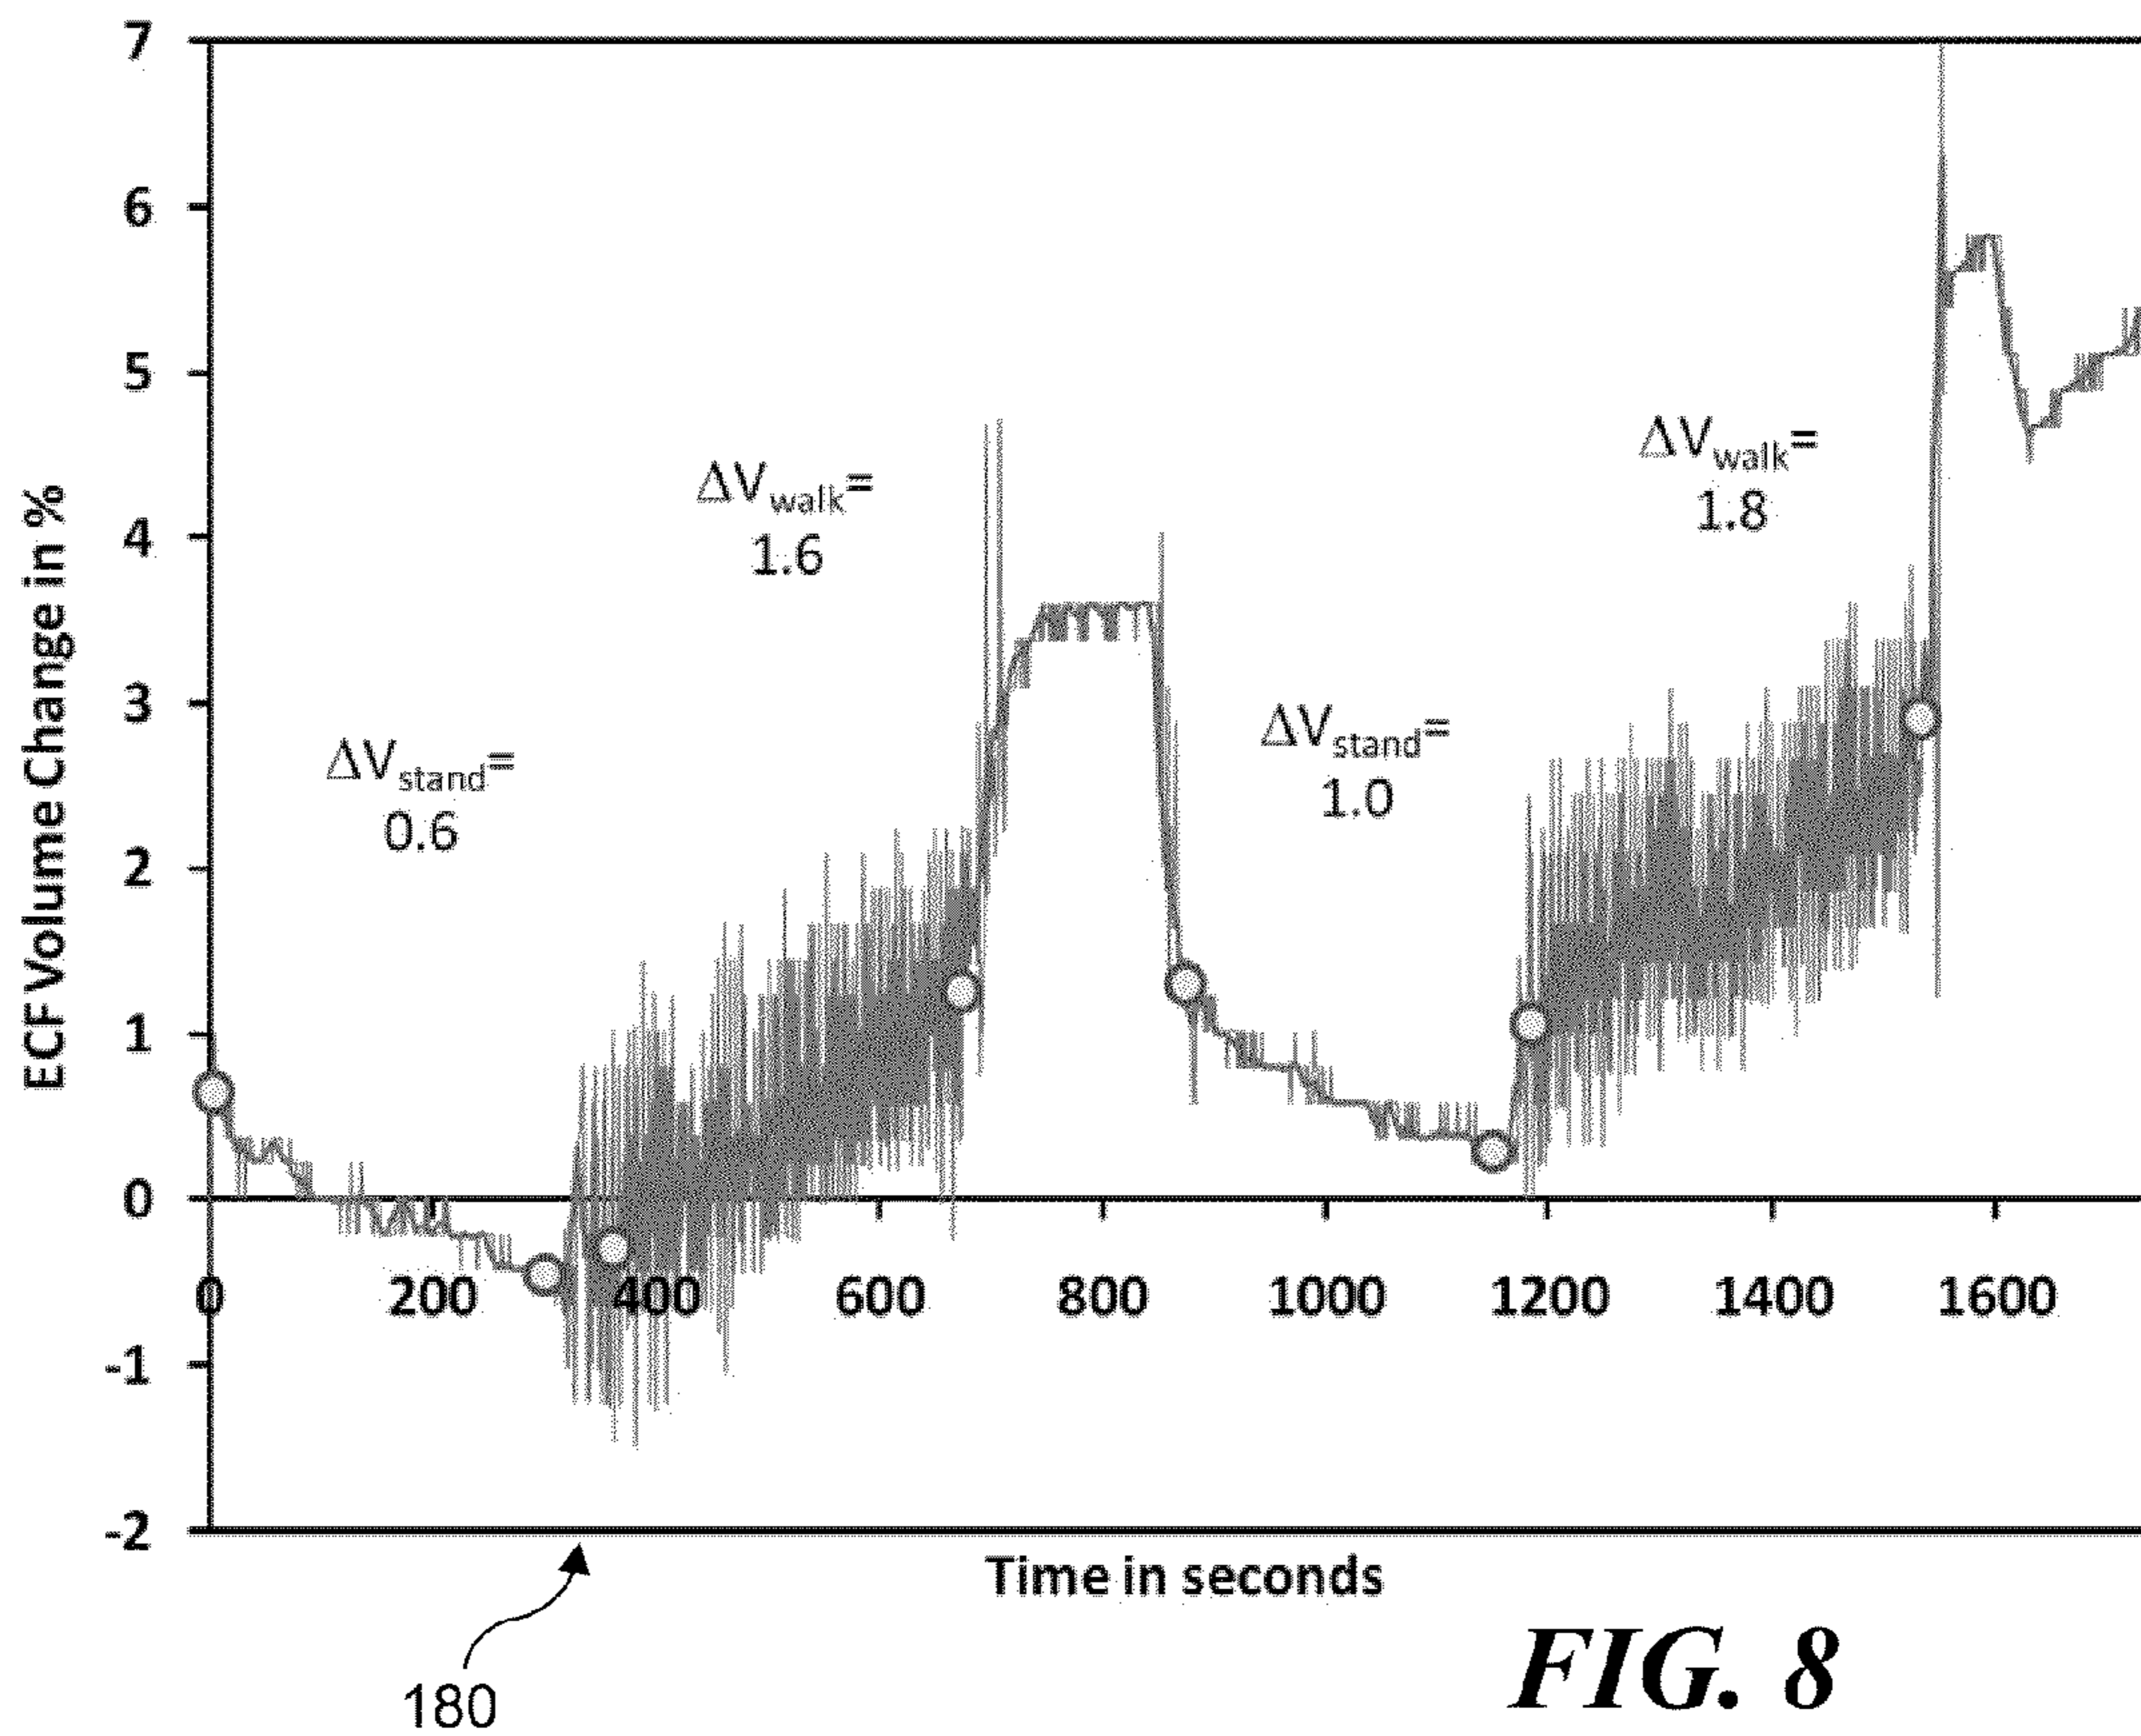 7
6
5
4
3
2
1
0
-1
-2
ECF Volume Change in %
ΔVstand=
0.6
ΔVwalk=
1.6
ΔVstand=
1.0
ΔVwalk=
1.8
0 200 400 600 800 1000 1200 1400 1600
Time in seconds
180
FIG. 8